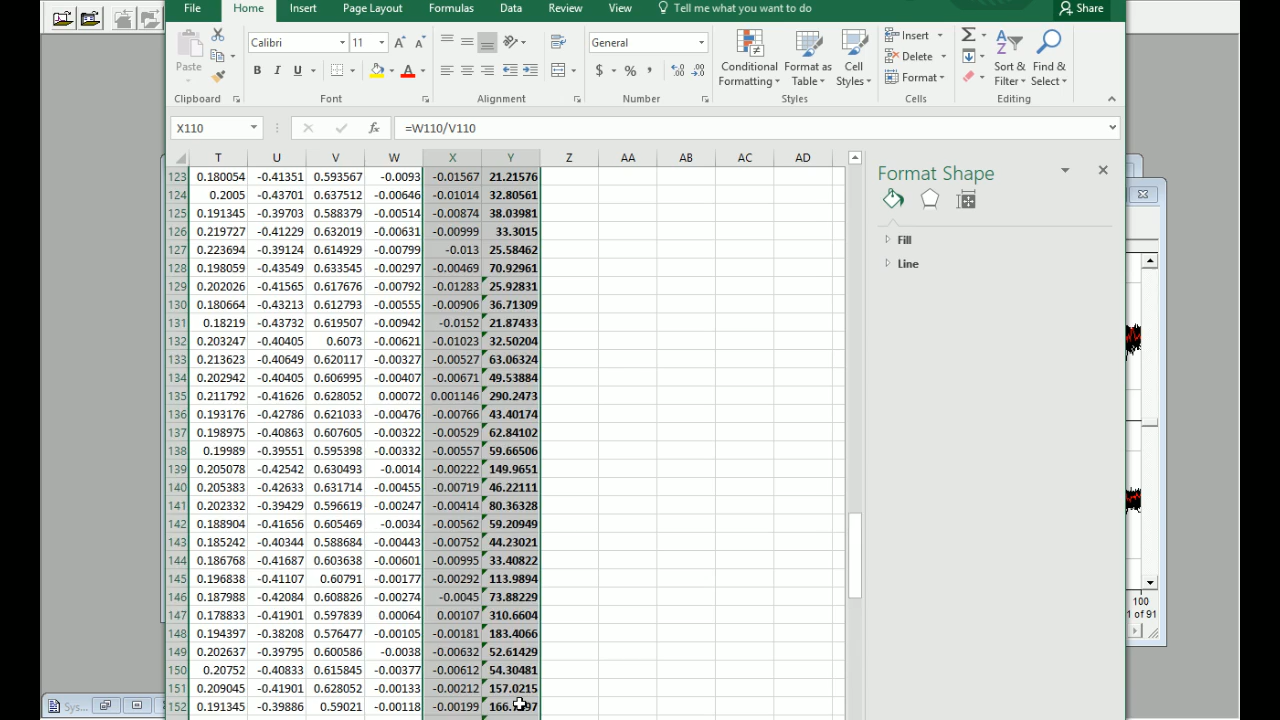 File Home Insert Page Layout Formulas Data Review View Tell me what you want to do Share
Paste Calibri 11 General Insert
B I U $ % Conditional Formatting Format as Table Cell Styles Delete Format Sort & Filter Find & Select
Clipboard Font Alignment Number Styles Cells Editing
X110 fx =W110/V110
T U V W X Y Z AA AB AC AD
123 0.180054 -0.41351 0.593567 -0.0093 -0.01567 21.21576
124 0.2005 -0.43701 0.637512 -0.00646 -0.01014 32.80561
125 0.191345 -0.39703 0.588379 -0.00514 -0.00874 38.03981
126 0.219727 -0.41229 0.632019 -0.00631 -0.00999 33.3015
127 0.223694 -0.39124 0.614929 -0.00799 -0.013 25.58462
128 0.198059 -0.43549 0.633545 -0.00297 -0.00469 70.92961
129 0.202026 -0.41565 0.617676 -0.00792 -0.01283 25.92831
130 0.180664 -0.43213 0.612793 -0.00555 -0.00906 36.71309
131 0.18219 -0.43732 0.619507 -0.00942 -0.0152 21.87433
132 0.203247 -0.40405 0.6073 -0.00621 -0.01023 32.50204
133 0.213623 -0.40649 0.620117 -0.00327 -0.00527 63.06324
134 0.202942 -0.40405 0.606995 -0.00407 -0.00671 49.53884
135 0.211792 -0.41626 0.628052 0.00072 0.001146 290.2473
136 0.193176 -0.42786 0.621033 -0.00476 -0.00766 43.40174
137 0.198975 -0.40863 0.607605 -0.00322 -0.00529 62.84102
138 0.19989 -0.39551 0.595398 -0.00332 -0.00557 59.66506
139 0.205078 -0.42542 0.630493 -0.0014 -0.00222 149.9651
140 0.205383 -0.42633 0.631714 -0.00455 -0.00719 46.22111
141 0.202332 -0.39429 0.596619 -0.00247 -0.00414 80.36328
142 0.188904 -0.41656 0.605469 -0.0034 -0.00562 59.20949
143 0.185242 -0.40344 0.588684 -0.00443 -0.00752 44.23021
144 0.186768 -0.41687 0.603638 -0.00601 -0.00995 33.40822
145 0.196838 -0.41107 0.60791 -0.00177 -0.00292 113.9894
146 0.187988 -0.42084 0.608826 -0.00274 -0.0045 73.88229
147 0.178833 -0.41901 0.597839 0.00064 0.00107 310.6604
148 0.194397 -0.38208 0.576477 -0.00105 -0.00181 183.4066
149 0.202637 -0.39795 0.600586 -0.0038 -0.00632 52.61429
150 0.20752 -0.40833 0.615845 -0.00377 -0.00612 54.30481
151 0.209045 -0.41901 0.628052 -0.00133 -0.00212 157.0215
152 0.191345 -0.39886 0.59021 -0.00118 -0.00199
Format Shape
Fill
Line
100
1 of 91
Sys...